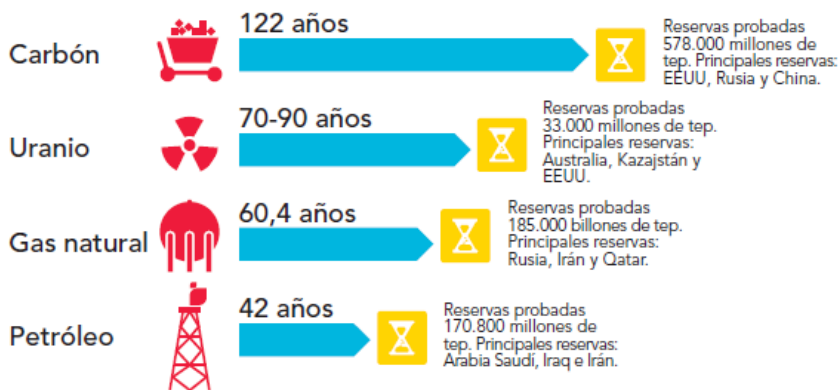 Carbón
122 años
Reservas probadas
578.000 millones de
tep. Principales reservas:
EEUU, Rusia y China.
Uranio
70-90 años
Reservas probadas
33.000 millones de tep.
Principales reservas:
Australia, Kazajstán y
EEUU.
Gas natural
60,4 años
Reservas probadas
185.000 billones de tep.
Principales reservas:
Rusia, Irán y Qatar.
Petróleo
42 años
Reservas probadas
170.800 millones de
tep. Principales reservas:
Arabia Saudí, Iraq e Irán.